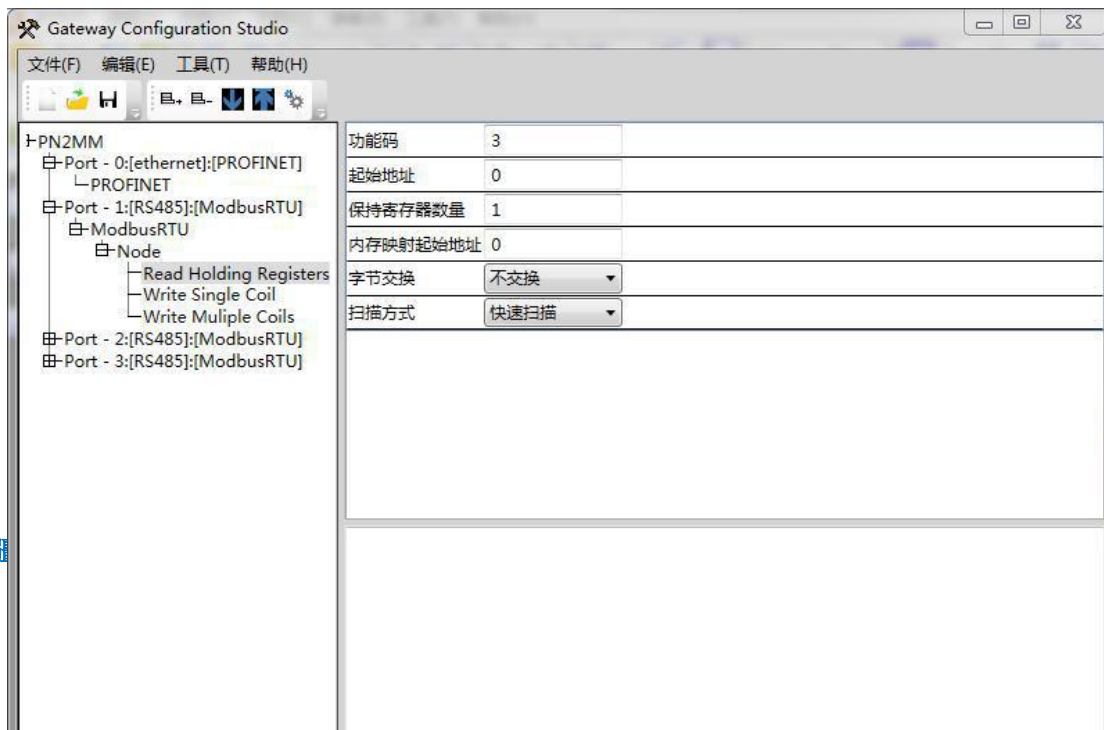 Gateway Configuration Studio
文件(F) 编辑(E) 工具(T) 帮助(H)
PN2MM
Port - 0:[ethernet]:[PROFINET]
PROFINET
Port - 1:[RS485]:[ModbusRTU]
ModbusRTU
Node
Read Holding Registers
Write Single Coil
Write Muliple Coils
Port - 2:[RS485]:[ModbusRTU]
Port - 3:[RS485]:[ModbusRTU]
功能码 3
起始地址 0
保持寄存器数量 1
内存映射起始地址 0
字节交换 不交换
扫描方式 快速扫描